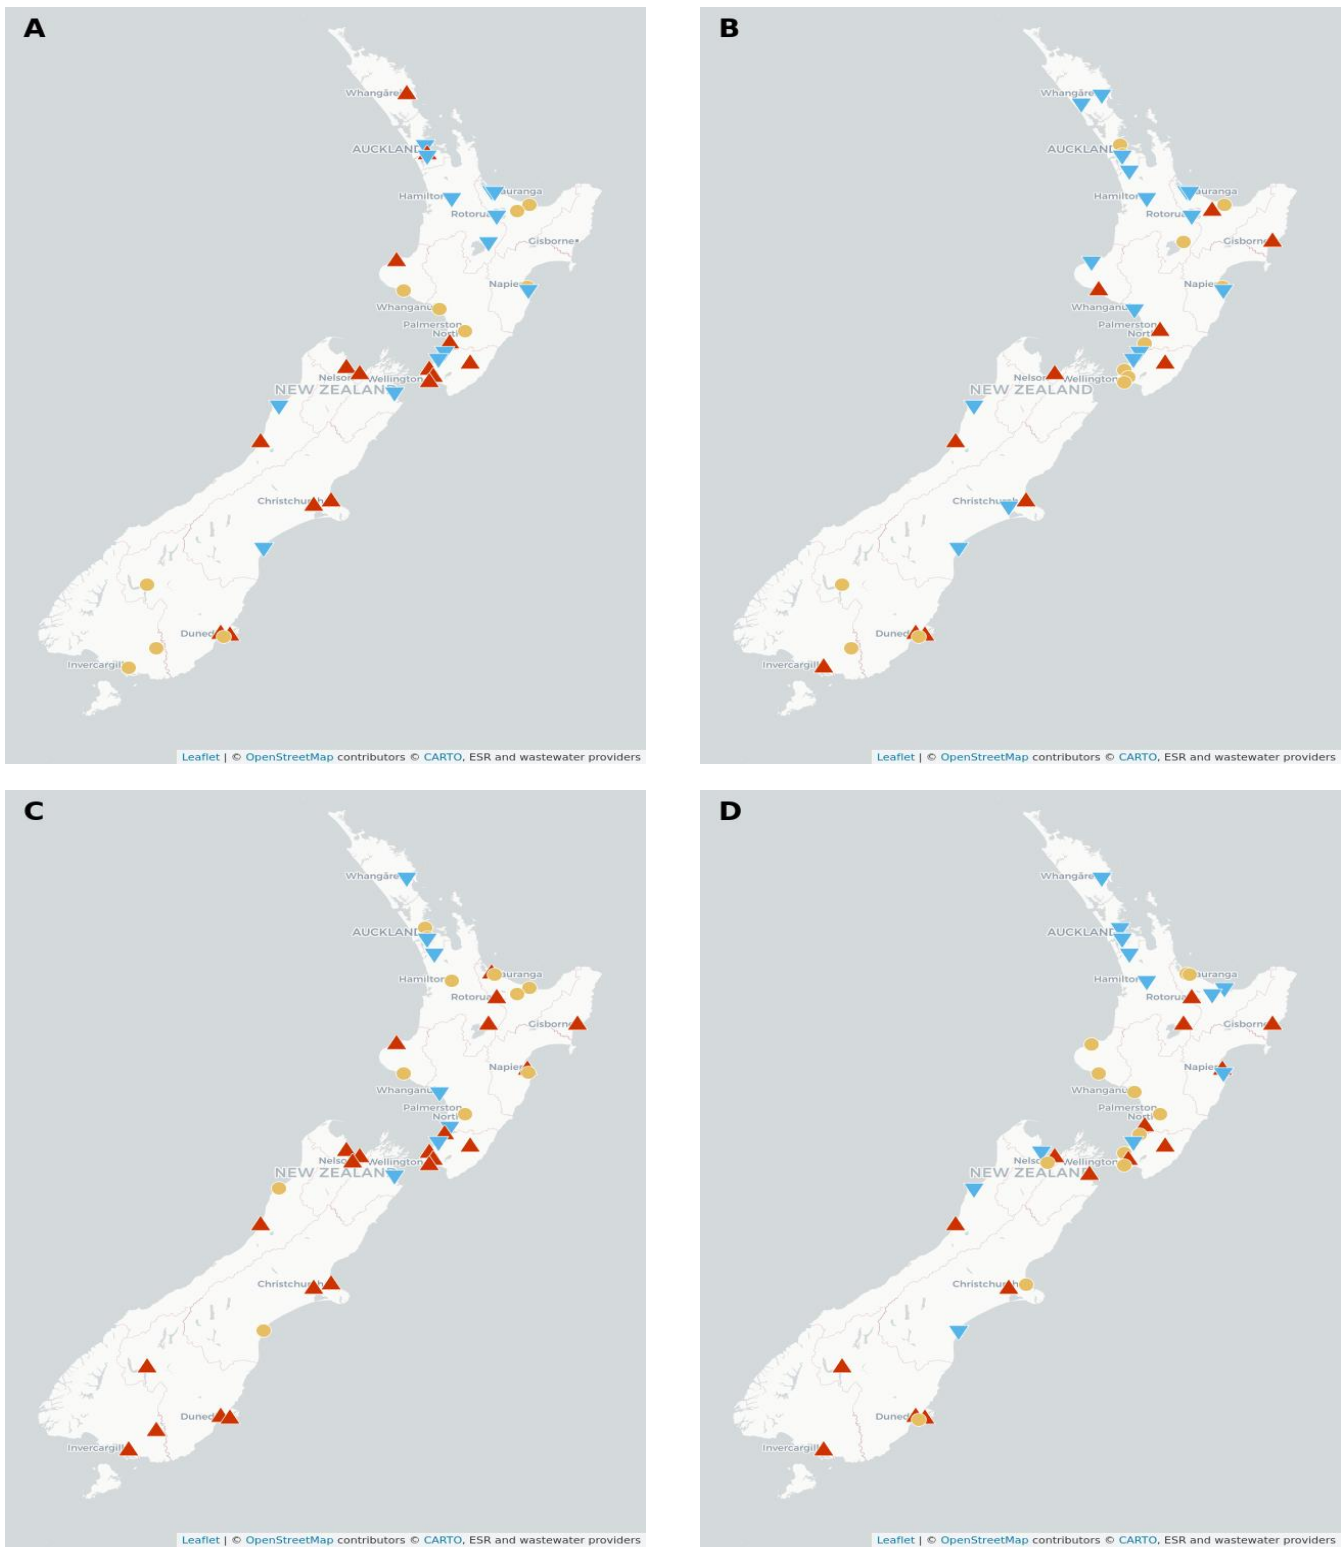 A
Whangārei
AUCKLAND
Hamilton
Tauranga
Rotorua
Gisborne
Napier
Whanganui
Palmerston
North
Nelson
Wellington
NEW ZEALAND
Christchurch
Dunedin
Invercargill
Leaflet | © OpenStreetMap contributors © CARTO, ESR and wastewater providers
B
Whangārei
AUCKLAND
Hamilton
Tauranga
Rotorua
Gisborne
Napier
Whanganui
Palmerston
North
Nelson
Wellington
NEW ZEALAND
Christchurch
Dunedin
Invercargill
Leaflet | © OpenStreetMap contributors © CARTO, ESR and wastewater providers
C
Whangārei
AUCKLAND
Hamilton
Tauranga
Rotorua
Gisborne
Napier
Whanganui
Palmerston
North
Nelson
Wellington
NEW ZEALAND
Christchurch
Dunedin
Invercargill
Leaflet | © OpenStreetMap contributors © CARTO, ESR and wastewater providers
D
Whangārei
AUCKLAND
Hamilton
Tauranga
Rotorua
Gisborne
Napier
Whanganui
Palmerston
North
Nelson
Wellington
NEW ZEALAND
Christchurch
Dunedin
Invercargill
Leaflet | © OpenStreetMap contributors © CARTO, ESR and wastewater providers